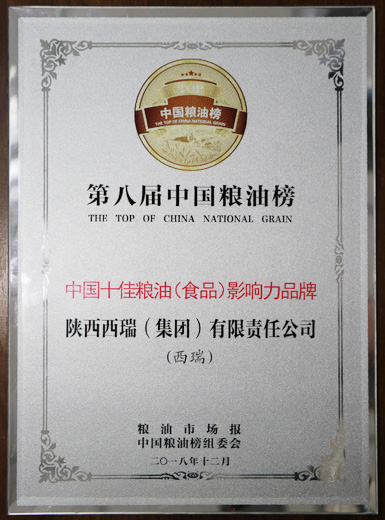 中国粮油榜
THE TOP OF CHINA NATIONAL GRAIN
第八届中国粮油榜
THE TOP OF CHINA NATIONAL GRAIN
中国十佳粮油(食品)影响力品牌
陕西西瑞(集团)有限责任公司
(西瑞)
粮油市场报
中国粮油榜组委会
二〇一八年十二月